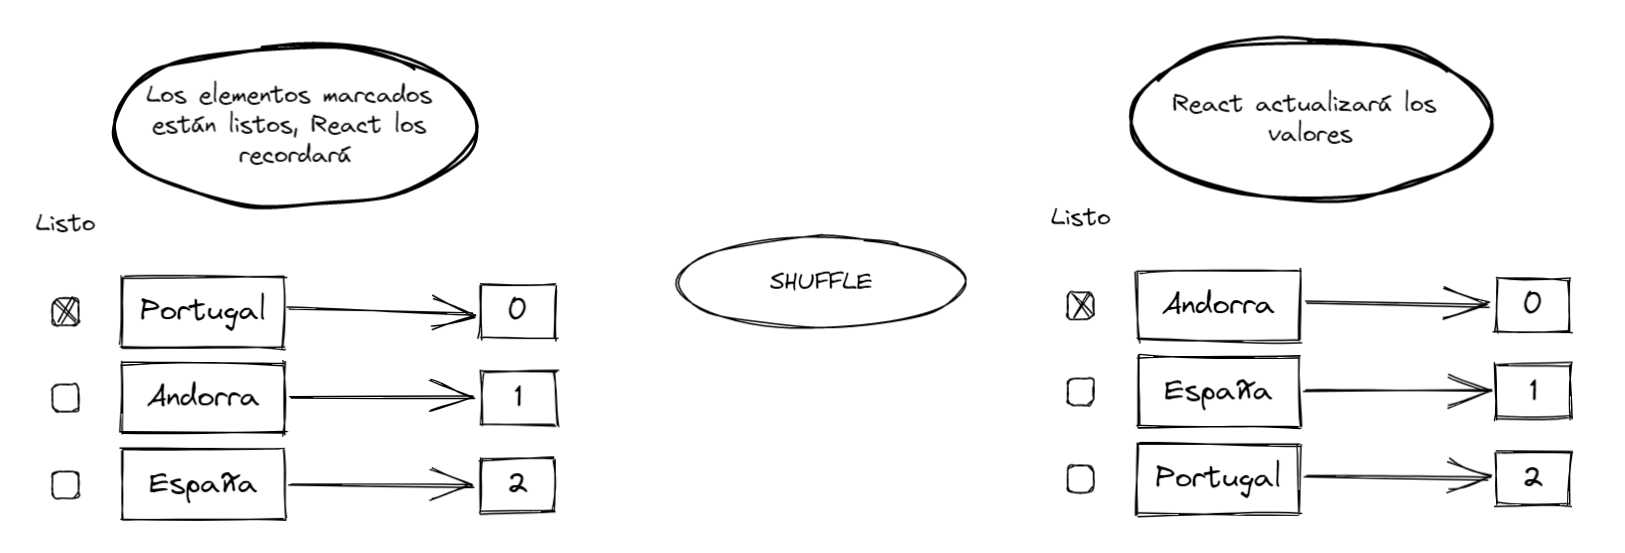 Los elementos marcados
están listos, React los
recordará
Listo
Portugal
0
Andorra
1
España
2
SHUFFLE
React actualizará los
valores
Listo
Andorra
0
España
1
Portugal
2